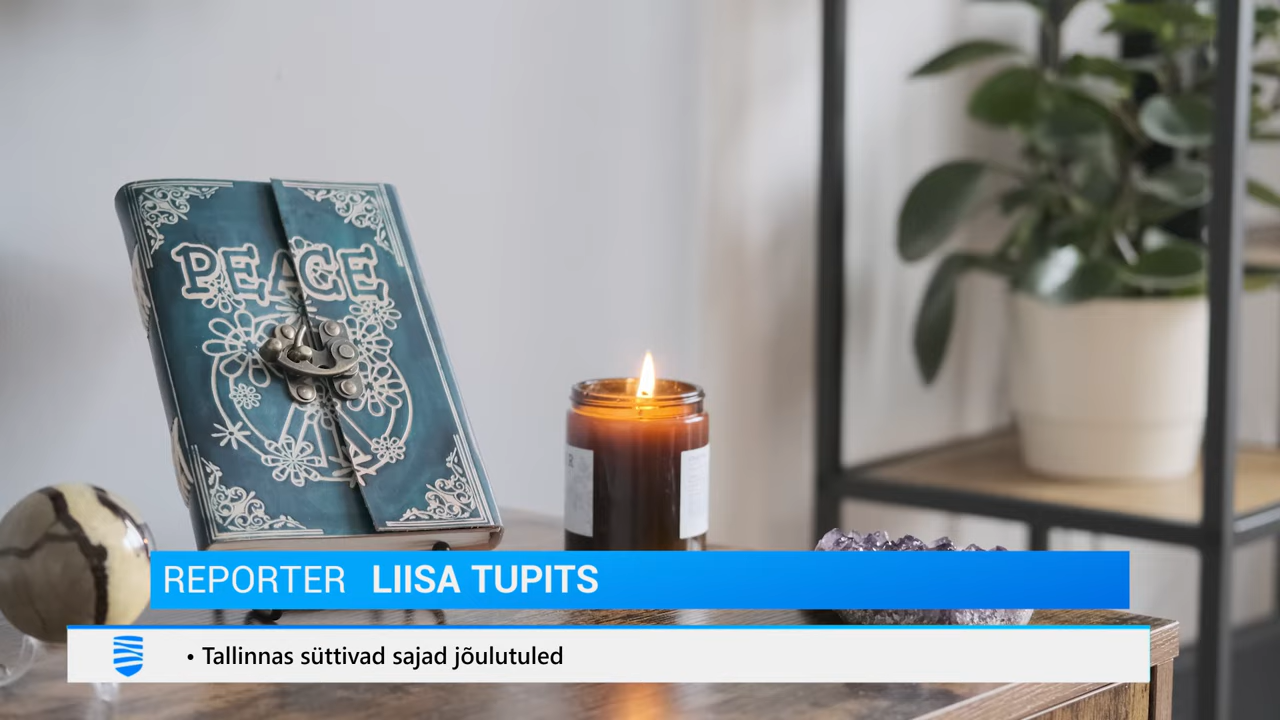 PEACE
REPORTER LIISA TUPITS
• Tallinnas süttivad sajad jõulutuled